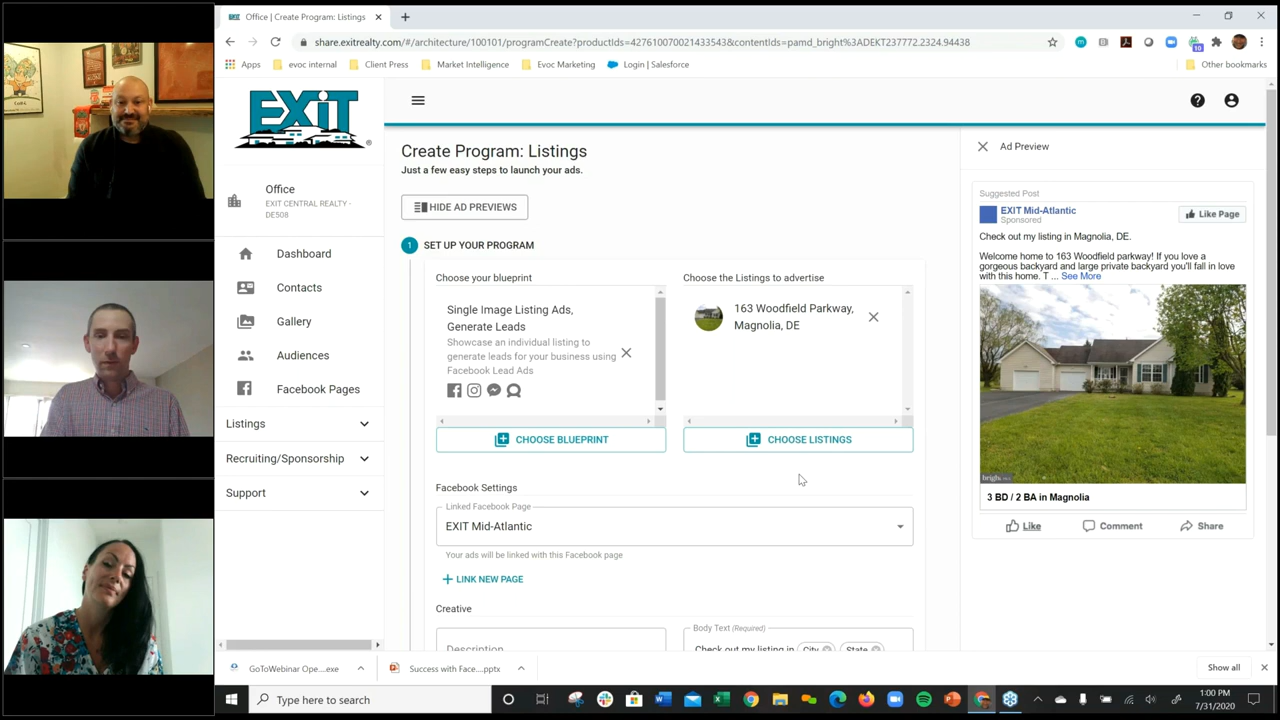 Office | Create Program: Listings
share.exitrealty.com/#/architecture/100101/programCreate?productIds=427610070021433543&contentIds=pamd_bright%3ADEKT237772.2324.94438
10
Apps
evoc internal
Client Press
Market Intelligence
Evoc Marketing
Login | Salesforce
Other bookmarks
EXIT
Office
EXIT CENTRAL REALTY -
DE508
Dashboard
Contacts
Gallery
Audiences
Facebook Pages
Listings
Recruiting/Sponsorship
Support
Create Program: Listings
Just a few easy steps to launch your ads.
HIDE AD PREVIEWS
1 SET UP YOUR PROGRAM
Choose your blueprint
Single Image Listing Ads,
Generate Leads
Showcase an individual listing to
generate leads for your business using
Facebook Lead Ads
CHOOSE BLUEPRINT
Choose the Listings to advertise
163 Woodfield Parkway,
Magnolia, DE
CHOOSE LISTINGS
Facebook Settings
Linked Facebook Page
EXIT Mid-Atlantic
Your ads will be linked with this Facebook page
LINK NEW PAGE
Creative
Description
Body Text (Required)
Check out my listing in City State
Ad Preview
Suggested Post
EXIT Mid-Atlantic
Sponsored
Like Page
Check out my listing in Magnolia, DE.
Welcome home to 163 Woodfield parkway! If you love a
gorgeous backyard and large private backyard you'll fall in love
with this home. T ... See More
bright
3 BD / 2 BA in Magnolia
Like
Comment
Share
GoToWebinar Ope....exe
Success with Face....pptx
Show all
Type here to search
1:00 PM
7/31/2020